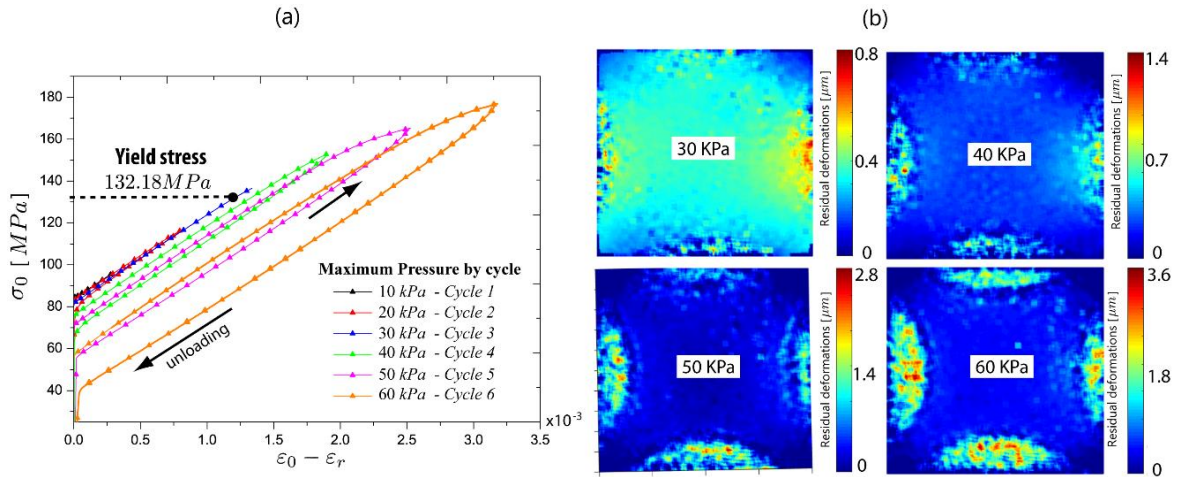 (a)
180
160
140
120
100
80
60
40
σ₀ [MPa]
Yield stress
132.18MPa
unloading
Maximum Pressure by cycle
10 kPa - Cycle 1
20 kPa - Cycle 2
30 kPa - Cycle 3
40 kPa - Cycle 4
50 kPa - Cycle 5
60 kPa - Cycle 6
0.0 0.5 1.0 1.5 2.0 2.5 3.0 3.5
x10⁻³
ε₀ − εᵣ
(b)
30 KPa
0.8
0.4
0
Residual deformations [μm]
40 KPa
1.4
0.7
0
Residual deformations [μm]
50 KPa
2.8
1.4
0
Residual deformations [μm]
60 KPa
3.6
1.8
0
Residual deformations [μm]